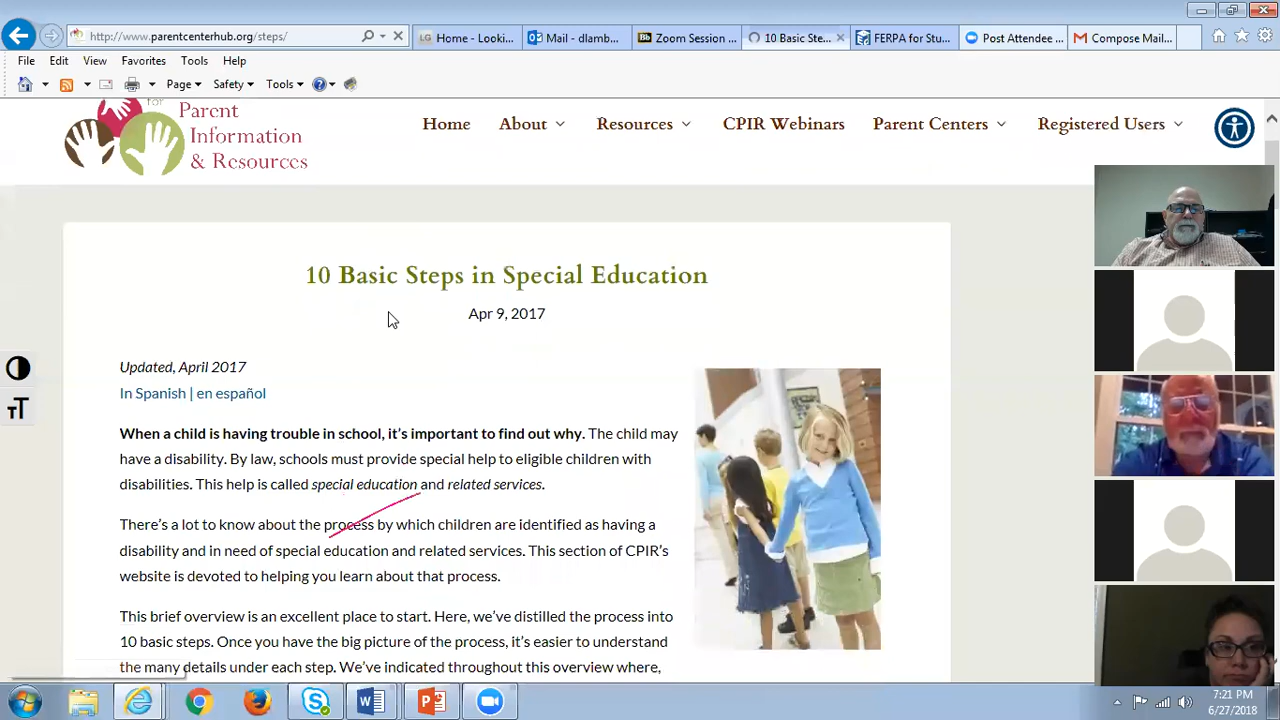 http://www.parentcenterhub.org/steps/
LG Home - Looki...
Mail - dlamb...
Bb Zoom Session ...
10 Basic Ste...
FERPA for Stu...
Post Attendee ...
Compose Mail...
File Edit View Favorites Tools Help
Page Safety Tools
FOR
Parent
Information
& Resources
Home About Resources CPIR Webinars Parent Centers Registered Users
10 Basic Steps in Special Education
Apr 9, 2017
Updated, April 2017
In Spanish | en español
When a child is having trouble in school, it’s important to find out why. The child may
have a disability. By law, schools must provide special help to eligible children with
disabilities. This help is called special education and related services.
There’s a lot to know about the process by which children are identified as having a
disability and in need of special education and related services. This section of CPIR’s
website is devoted to helping you learn about that process.
This brief overview is an excellent place to start. Here, we’ve distilled the process into
10 basic steps. Once you have the big picture of the process, it’s easier to understand
the many details under each step. We’ve indicated throughout this overview where,
TT
7:21 PM
6/27/2018